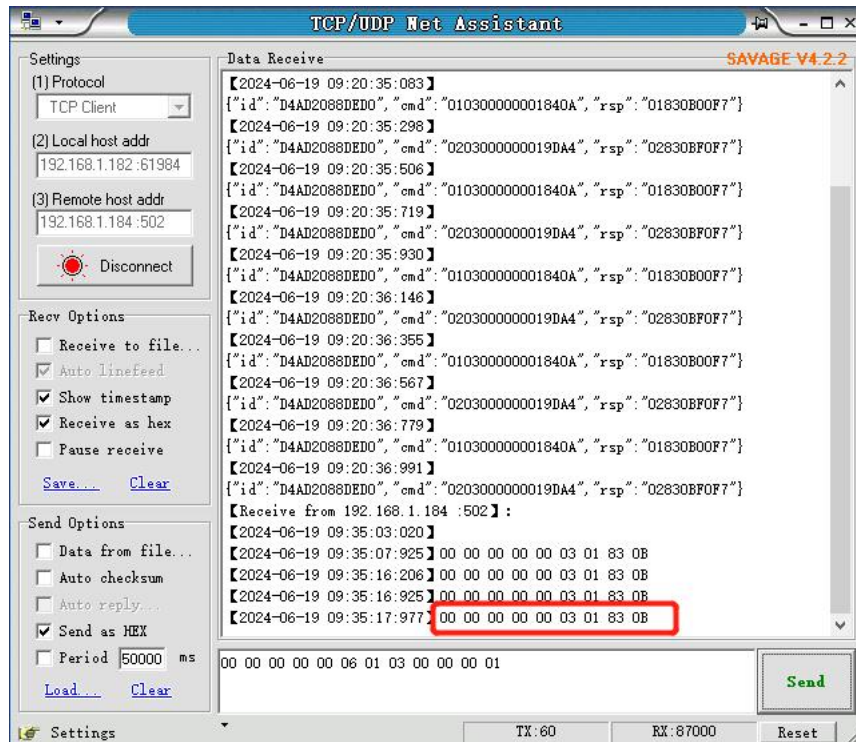 TCP/UDP Net Assistant
Settings
(1) Protocol
TCP Client
(2) Local host addr
192.168.1.182 :61984
(3) Remote host addr
192.168.1.184 :502
Disconnect
Recv Options
Receive to file...
Auto linefeed
Show timestamp
Receive as hex
Pause receive
Save... Clear
Send Options
Data from file...
Auto checksum
Auto reply...
Send as HEX
Period 50000 ms
Load... Clear
Data Receive
SAVAGE V4.2.2
【2024-06-19 09:20:35:083】
{"id":"D4AD2088DED0", "cmd":"010300000001840A", "rsp":"01830B00F7"}
【2024-06-19 09:20:35:298】
{"id":"D4AD2088DED0", "cmd":"0203000000019DA4", "rsp":"02830BF0F7"}
【2024-06-19 09:20:35:506】
{"id":"D4AD2088DED0", "cmd":"010300000001840A", "rsp":"01830B00F7"}
【2024-06-19 09:20:35:719】
{"id":"D4AD2088DED0", "cmd":"0203000000019DA4", "rsp":"02830BF0F7"}
【2024-06-19 09:20:35:930】
{"id":"D4AD2088DED0", "cmd":"010300000001840A", "rsp":"01830B00F7"}
【2024-06-19 09:20:36:146】
{"id":"D4AD2088DED0", "cmd":"0203000000019DA4", "rsp":"02830BF0F7"}
【2024-06-19 09:20:36:355】
{"id":"D4AD2088DED0", "cmd":"010300000001840A", "rsp":"01830B00F7"}
【2024-06-19 09:20:36:567】
{"id":"D4AD2088DED0", "cmd":"0203000000019DA4", "rsp":"02830BF0F7"}
【2024-06-19 09:20:36:779】
{"id":"D4AD2088DED0", "cmd":"010300000001840A", "rsp":"01830B00F7"}
【2024-06-19 09:20:36:991】
{"id":"D4AD2088DED0", "cmd":"0203000000019DA4", "rsp":"02830BF0F7"}
【Receive from 192.168.1.184 :502】:
【2024-06-19 09:35:03:020】
【2024-06-19 09:35:07:925】00 00 00 00 00 03 01 83 0B
【2024-06-19 09:35:16:206】00 00 00 00 00 03 01 83 0B
【2024-06-19 09:35:16:925】00 00 00 00 00 03 01 83 0B
【2024-06-19 09:35:17:977】00 00 00 00 00 03 01 83 0B
00 00 00 00 00 06 01 03 00 00 00 01
Send
Settings
TX:60
RX:87000
Reset